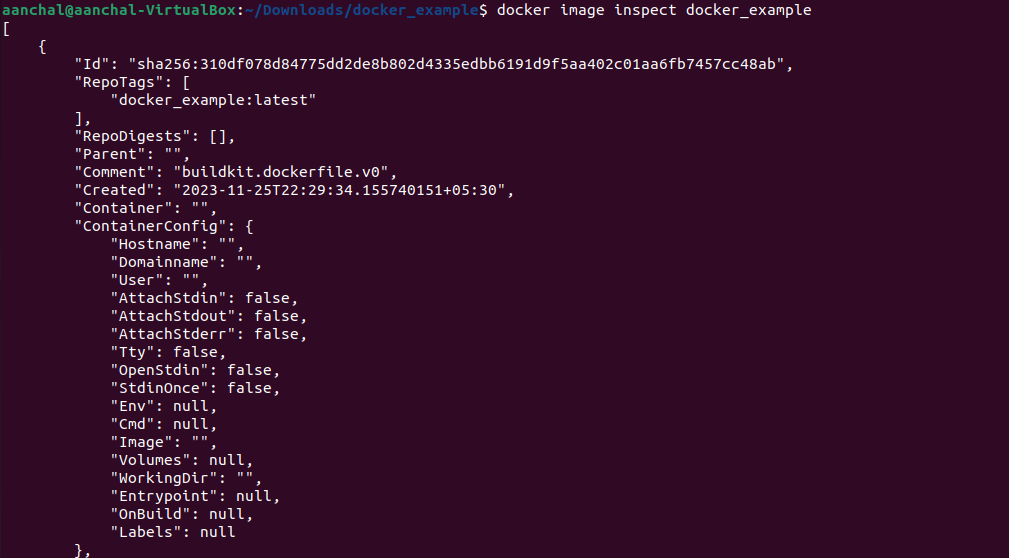 aanchal@aanchal-VirtualBox:~/Downloads/docker_example$ docker image inspect docker_example
[
    {
        "Id": "sha256:310df078d84775dd2de8b802d4335edbb6191d9f5aa402c01aa6fb7457cc48ab",
        "RepoTags": [
            "docker_example:latest"
        ],
        "RepoDigests": [],
        "Parent": "",
        "Comment": "buildkit.dockerfile.v0",
        "Created": "2023-11-25T22:29:34.155740151+05:30",
        "Container": "",
        "ContainerConfig": {
            "Hostname": "",
            "Domainname": "",
            "User": "",
            "AttachStdin": false,
            "AttachStdout": false,
            "AttachStderr": false,
            "Tty": false,
            "OpenStdin": false,
            "StdinOnce": false,
            "Env": null,
            "Cmd": null,
            "Image": "",
            "Volumes": null,
            "WorkingDir": "",
            "Entrypoint": null,
            "OnBuild": null,
            "Labels": null
        },